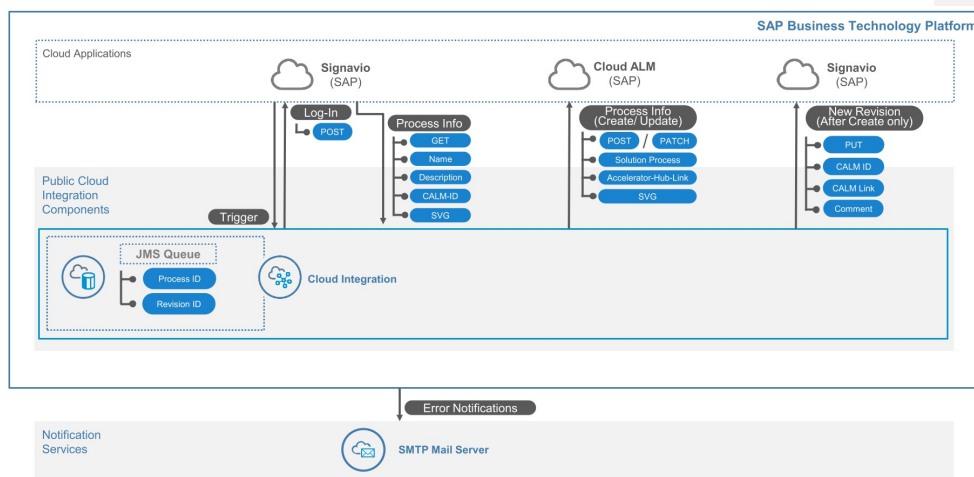 SAP Business Technology Platform
Cloud Applications
Signavio
(SAP)
Cloud ALM
(SAP)
Signavio
(SAP)
Log-In
POST
Process Info
GET
Name
Description
CALM-ID
SVG
Process Info
(Create/ Update)
POST / PATCH
Solution Process
Accelerator-Hub-Link
SVG
New Revision
(After Create only)
PUT
CALM ID
CALM Link
Comment
Public Cloud
Integration
Components
Trigger
JMS Queue
Process ID
Revision ID
Cloud Integration
Error Notifications
Notification
Services
SMTP Mail Server